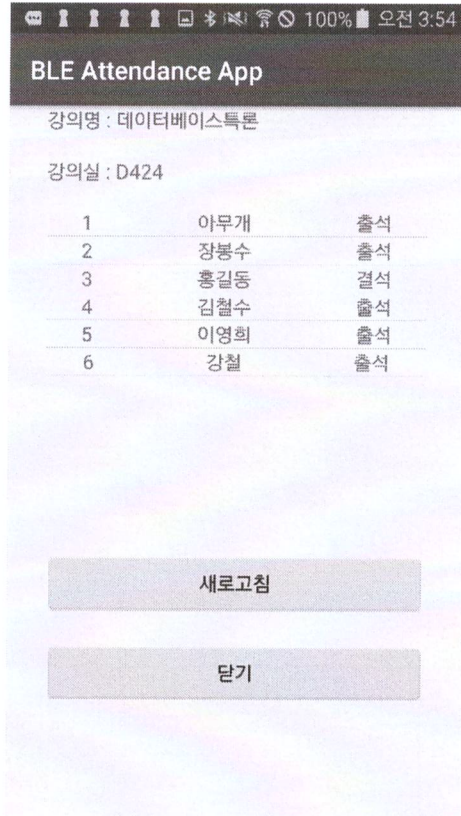 100% 오전 3:54
BLE Attendance App
강의명 : 데이터베이스특론
강의실 : D424
1 아무개 출석
2 장봉수 출석
3 홍길동 결석
4 김철수 출석
5 이영희 출석
6 강철 출석
새로고침
닫기